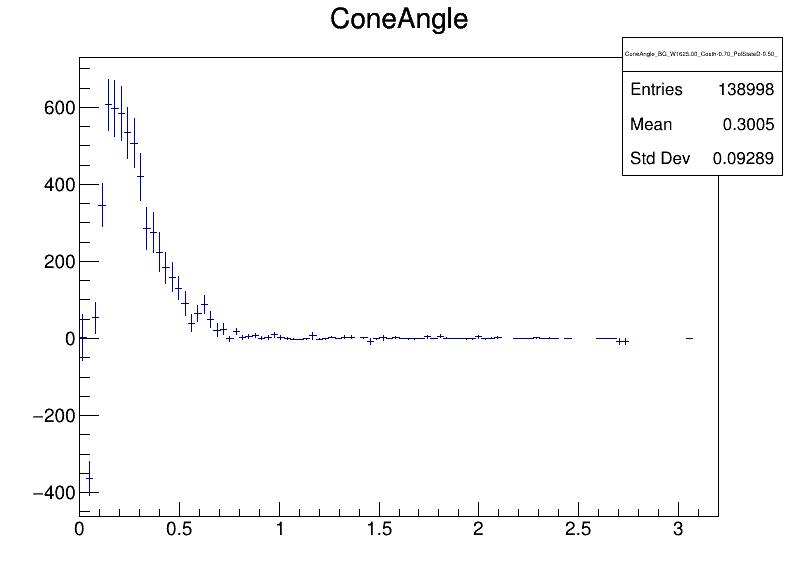 ConeAngle
ConeAngle_BG_W1625.00_Costh-0.70_PolStateD-0.50_
Entries 138998
Mean 0.3005
Std Dev 0.09289
600
400
200
0
−200
−400
0 0.5 1 1.5 2 2.5 3